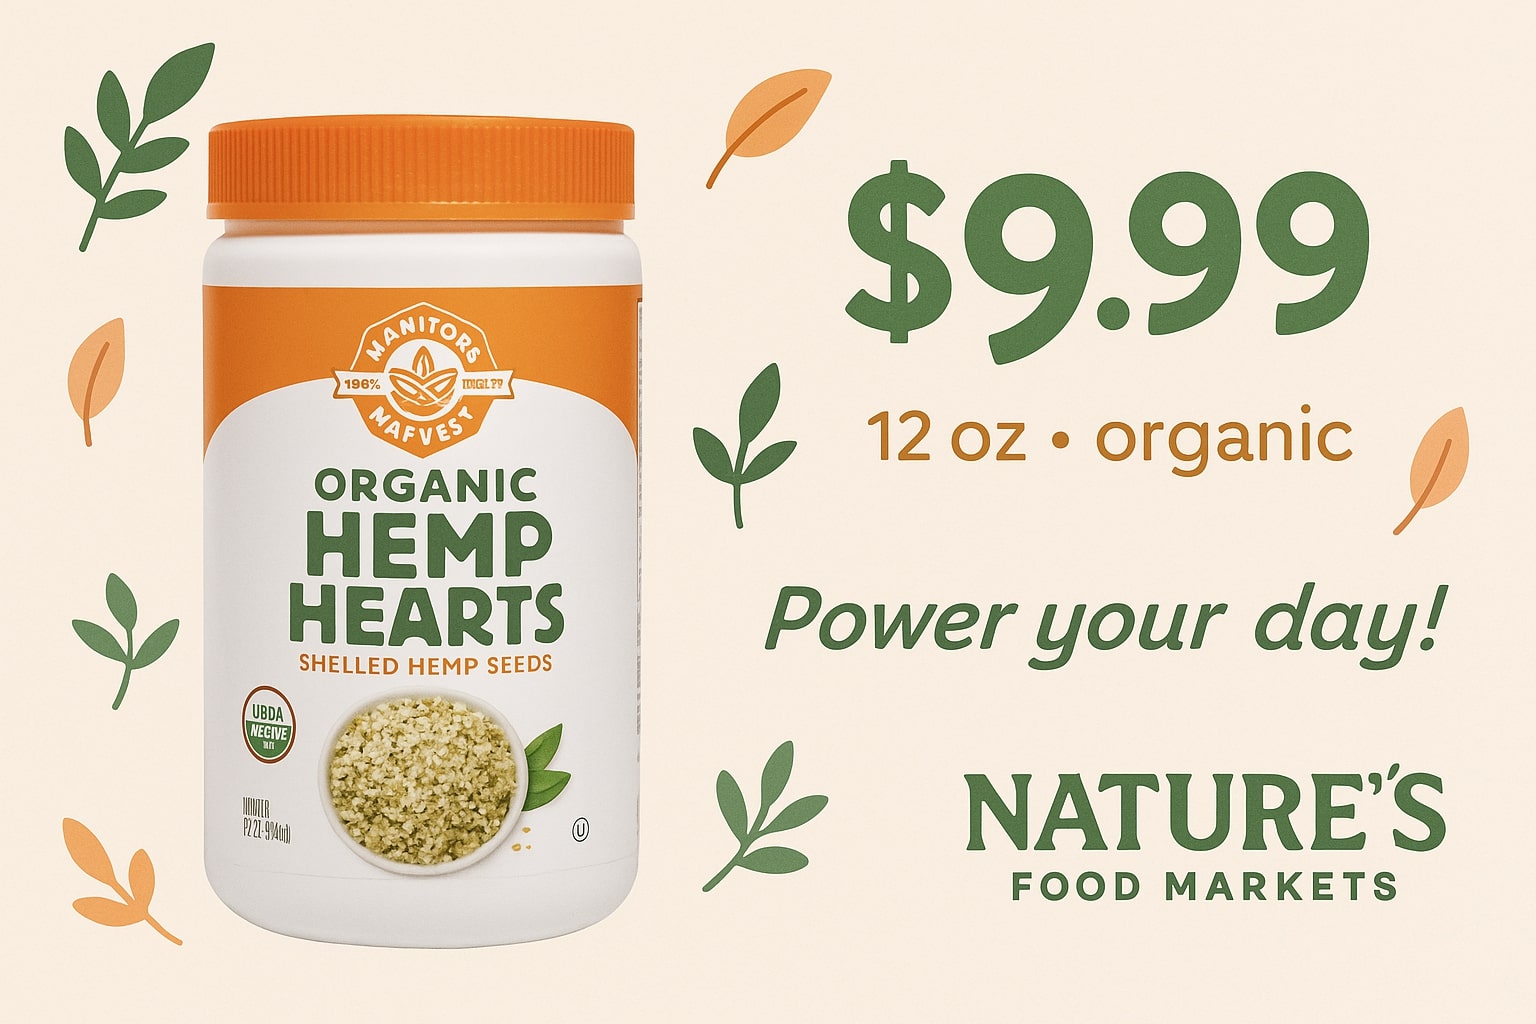 MANITORS
196%
MAFVEST
ORGANIC
HEMP
HEARTS
SHELLED HEMP SEEDS
UBDA
NECIVE
U
$9.99
12 oz • organic
Power your day!
NATURE'S
FOOD MARKETS